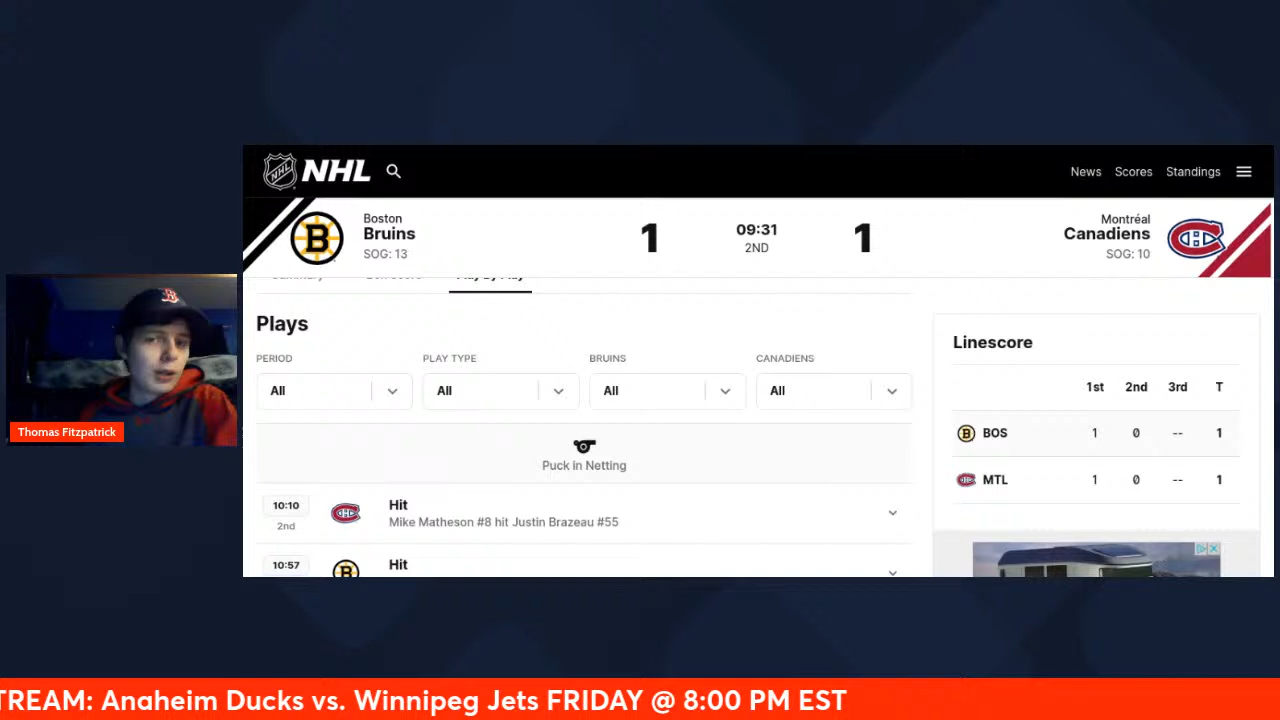 NHL
News Scores Standings
Boston
Bruins
SOG: 13
1
09:31
2ND
1
Montréal
Canadiens
SOG: 10
Play By Play
Plays
PERIOD PLAY TYPE BRUINS CANADIENS
All All All All
Puck in Netting
10:10
2nd
Hit
Mike Matheson #8 hit Justin Brazeau #55
10:57
Hit
Linescore
1st 2nd 3rd T
BOS 1 0 -- 1
MTL 1 0 -- 1
Thomas Fitzpatrick
TREAM: Anaheim Ducks vs. Winnipeg Jets FRIDAY @ 8:00 PM EST